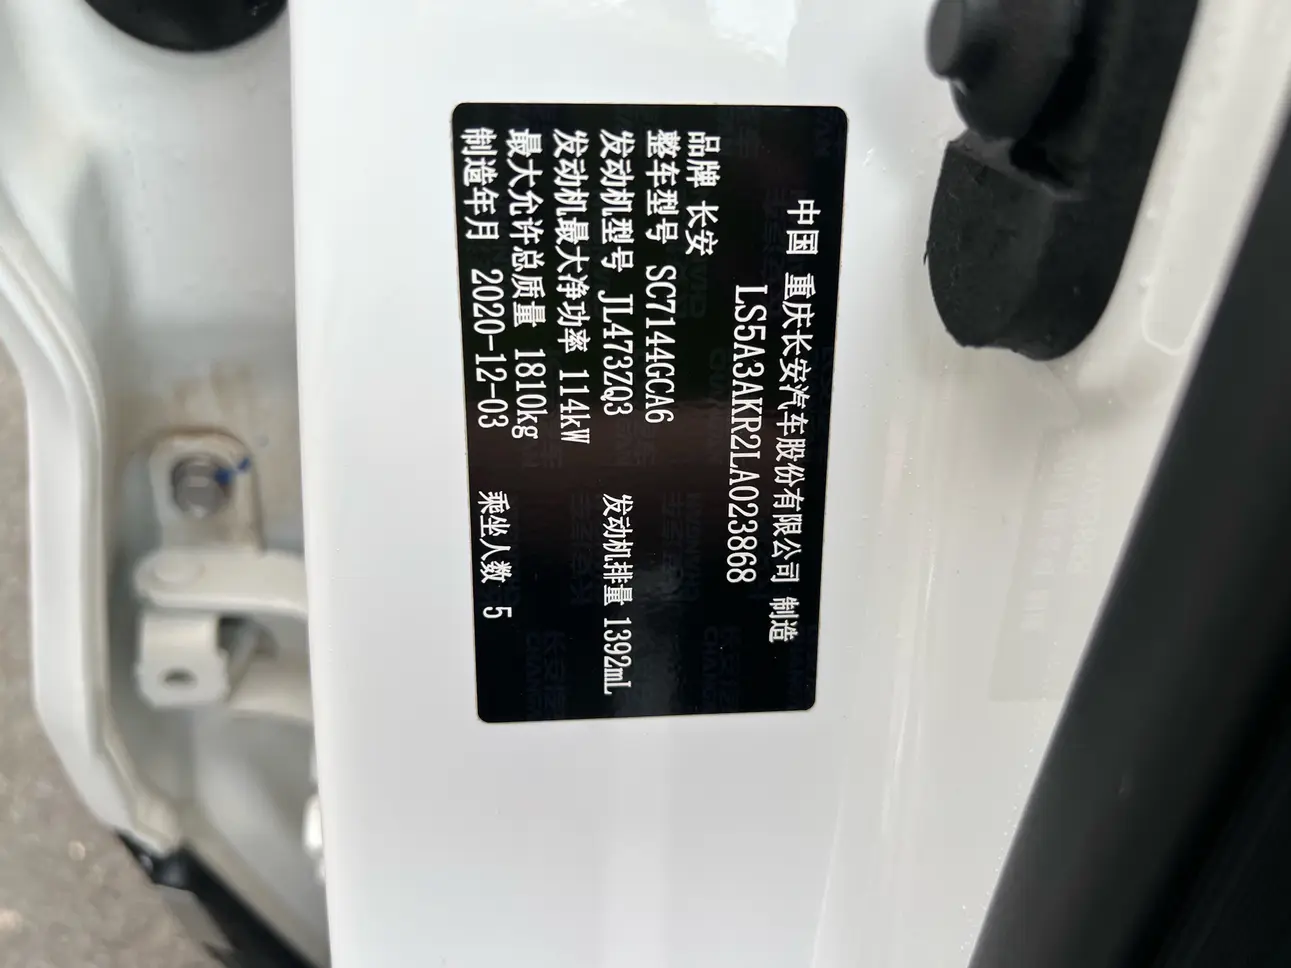 中国 重庆长安汽车股份有限公司 制造
LS5A3AKR2LA023868
品牌 长安
整车型号 SC7144GCA6
发动机型号 JL473ZQ3 发动机排量 1392mL
发动机最大净功率 114kW
最大允许总质量 1810kg
制造年月 2020-12-03 乘坐人数 5